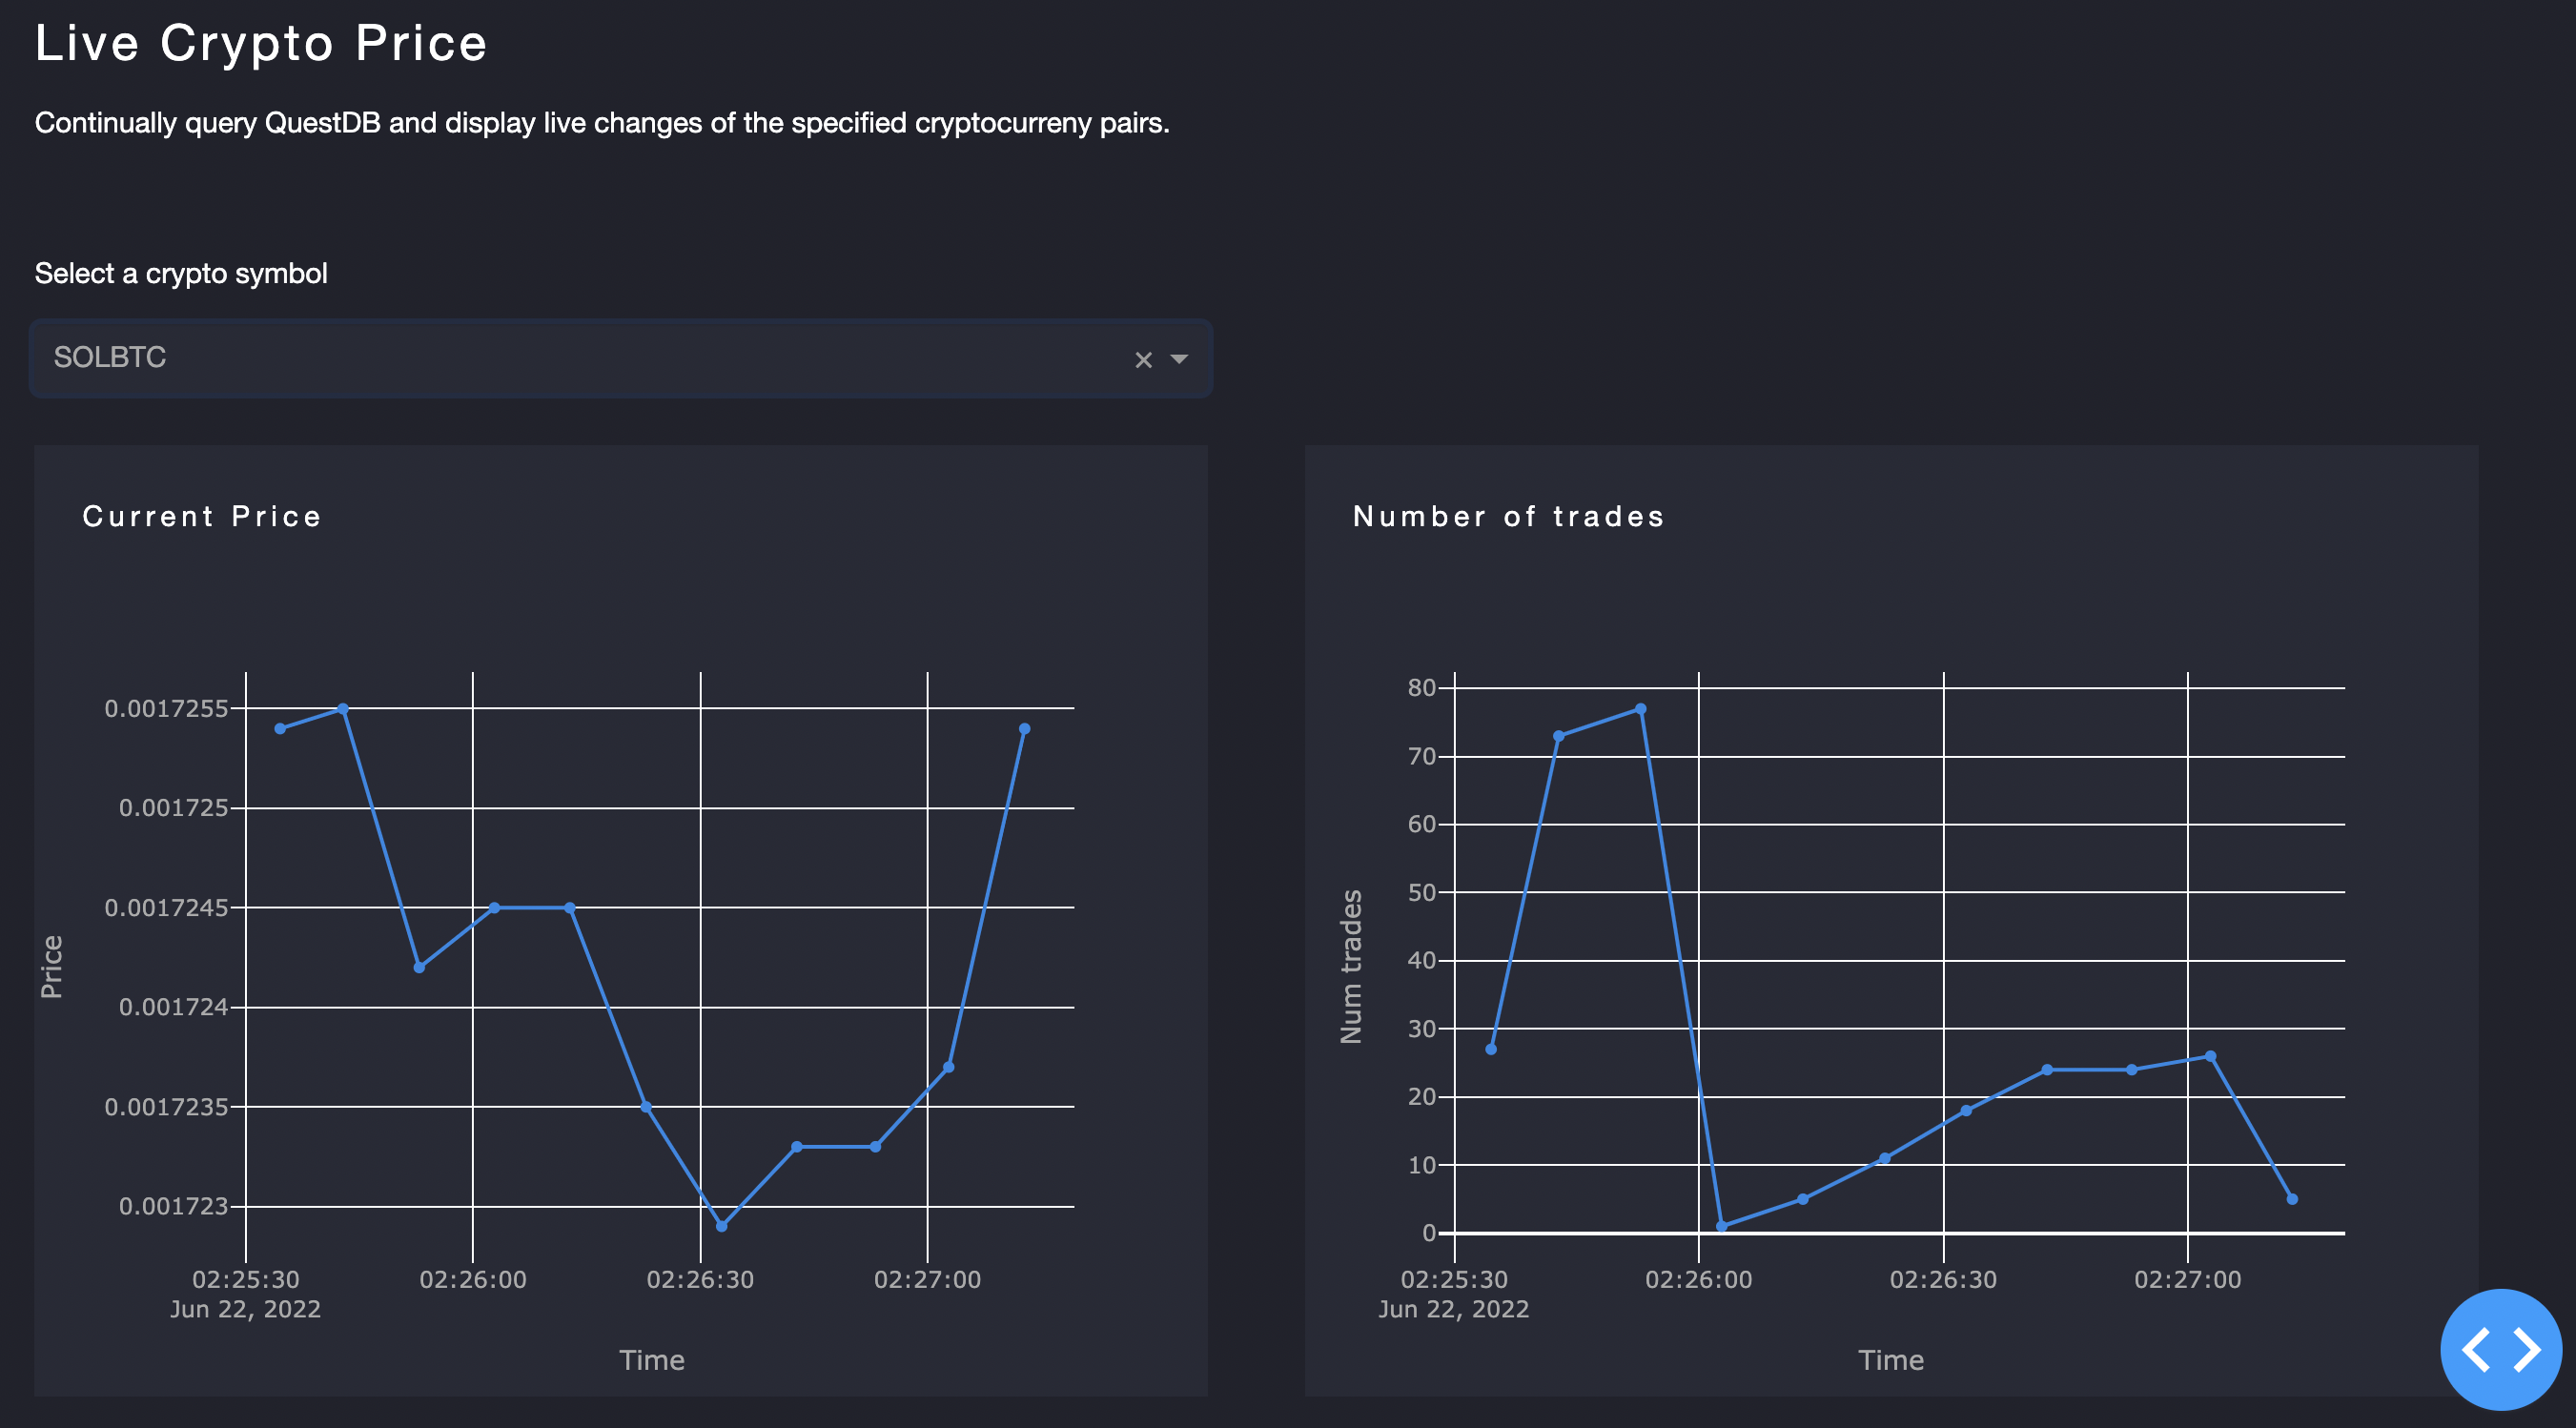 Live Crypto Price
Continually query QuestDB and display live changes of the specified cryptocurreny pairs.
Select a crypto symbol
SOLBTC
Current Price
0.0017255
0.001725
0.0017245
0.001724
0.0017235
0.001723
Price
02:25:30 02:26:00 02:26:30 02:27:00
Jun 22, 2022
Time
Number of trades
80
70
60
50
40
30
20
10
0
Num trades
02:25:30 02:26:00 02:26:30 02:27:00
Jun 22, 2022
Time